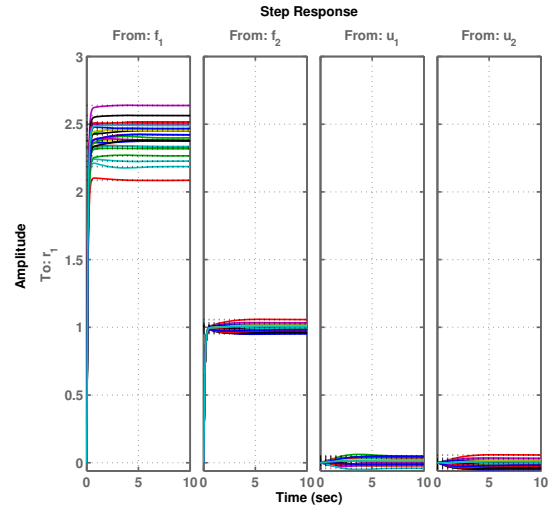 Step Response
From: f1 From: f2 From: u1 From: u2
3
2.5
2
1.5
1
0.5
0
Amplitude
To: r1
0 5 10 0 5 10 0 5 10 0 5 10
Time (sec)